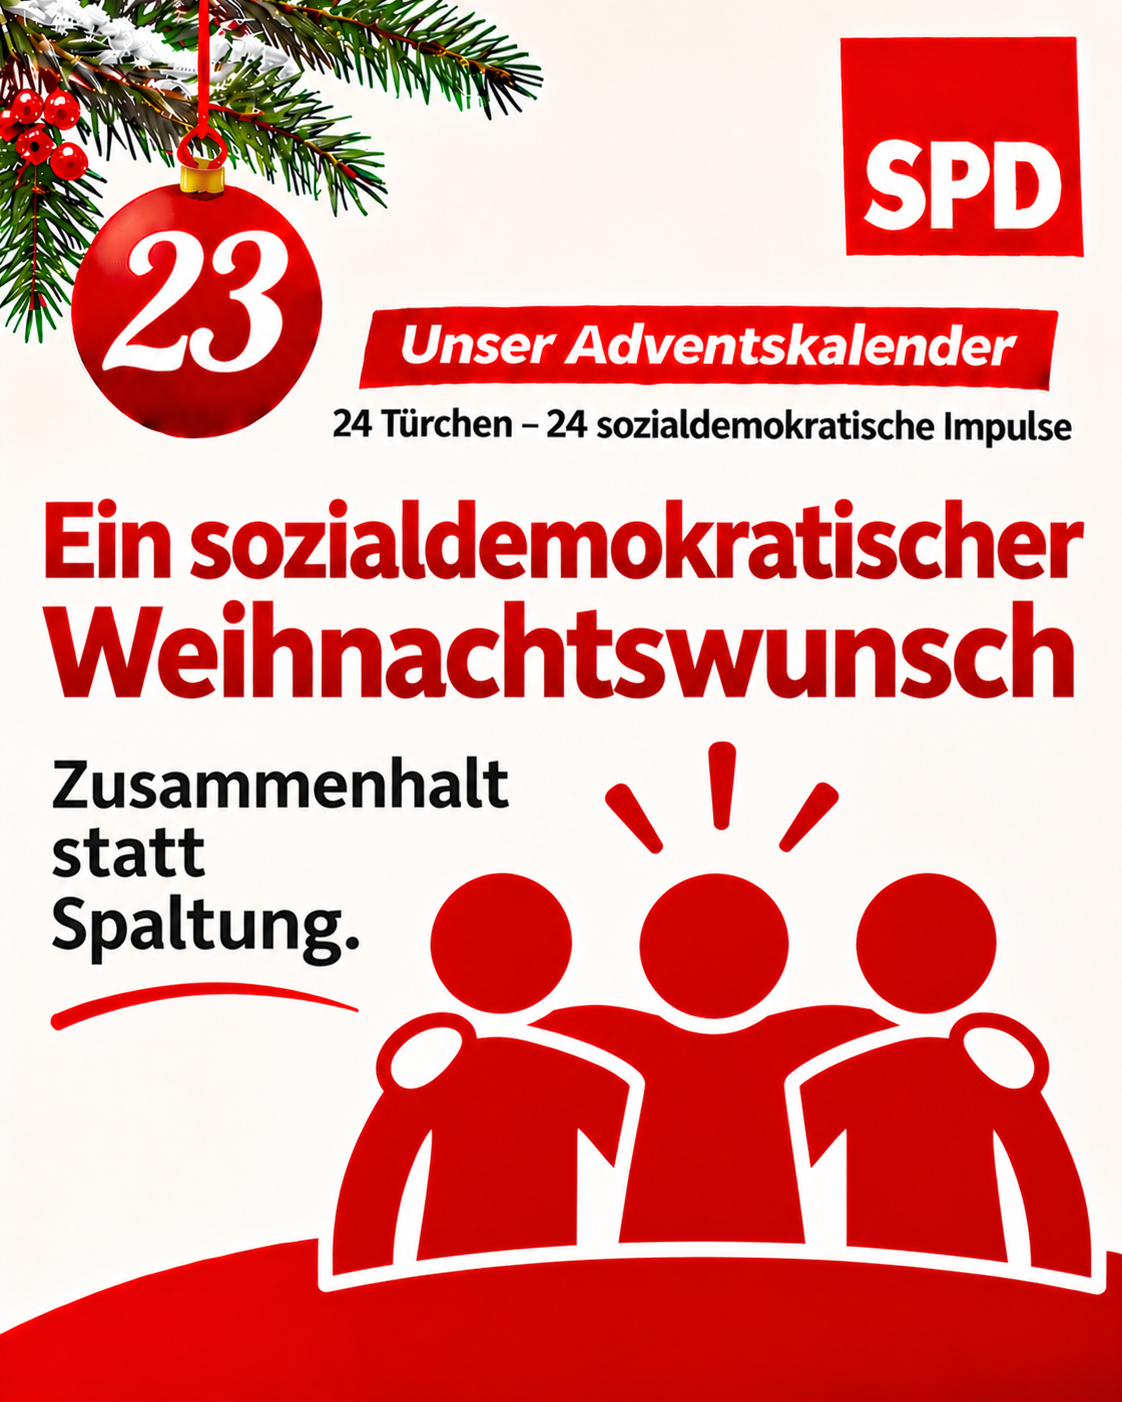 SPD
23
Unser Adventskalender
24 Türchen – 24 sozialdemokratische Impulse
Ein sozialdemokratischer
Weihnachtswunsch
Zusammenhalt
statt
Spaltung.